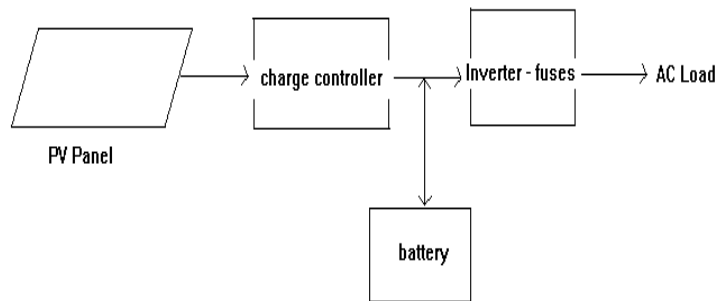 charge controller
Inverter - fuses
AC Load
PV Panel
battery